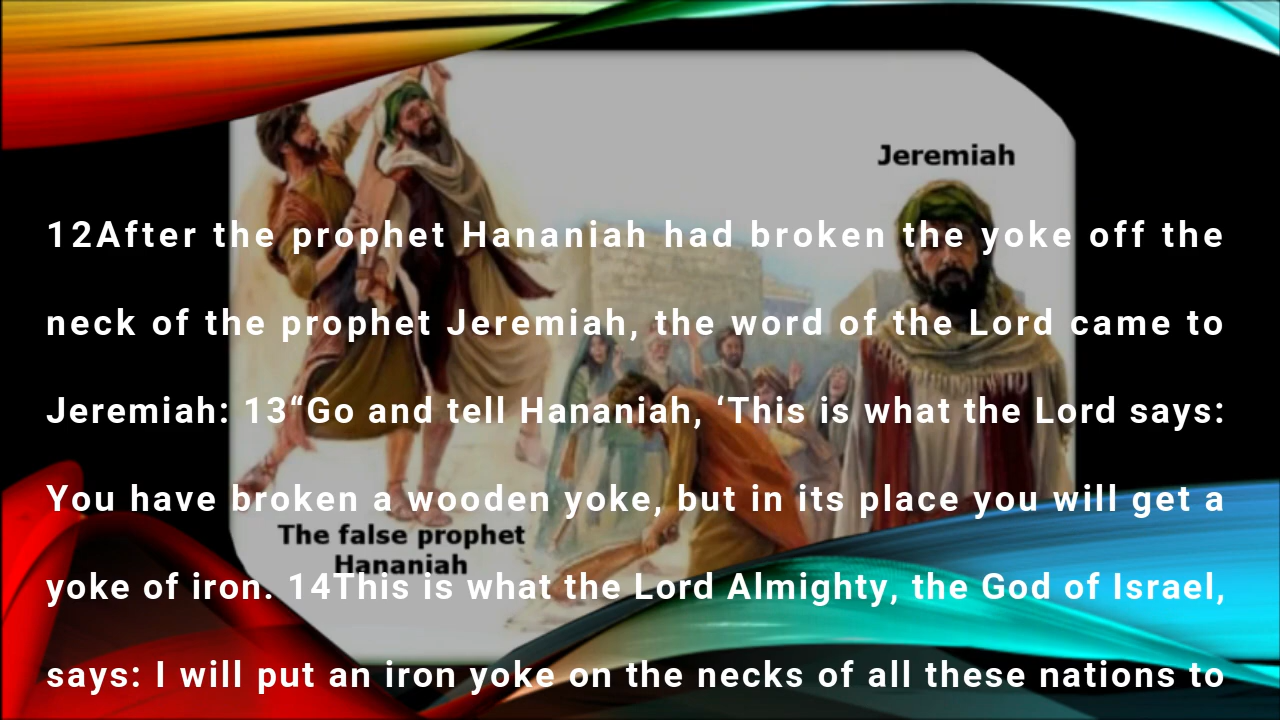 Jeremiah
12After the prophet Hananiah had broken the yoke off the
neck of the prophet Jeremiah, the word of the Lord came to
Jeremiah: 13“Go and tell Hananiah, ‘This is what the Lord says:
You have broken a wooden yoke, but in its place you will get a
The false prophet
Hananiah
yoke of iron. 14This is what the Lord Almighty, the God of Israel,
says: I will put an iron yoke on the necks of all these nations to